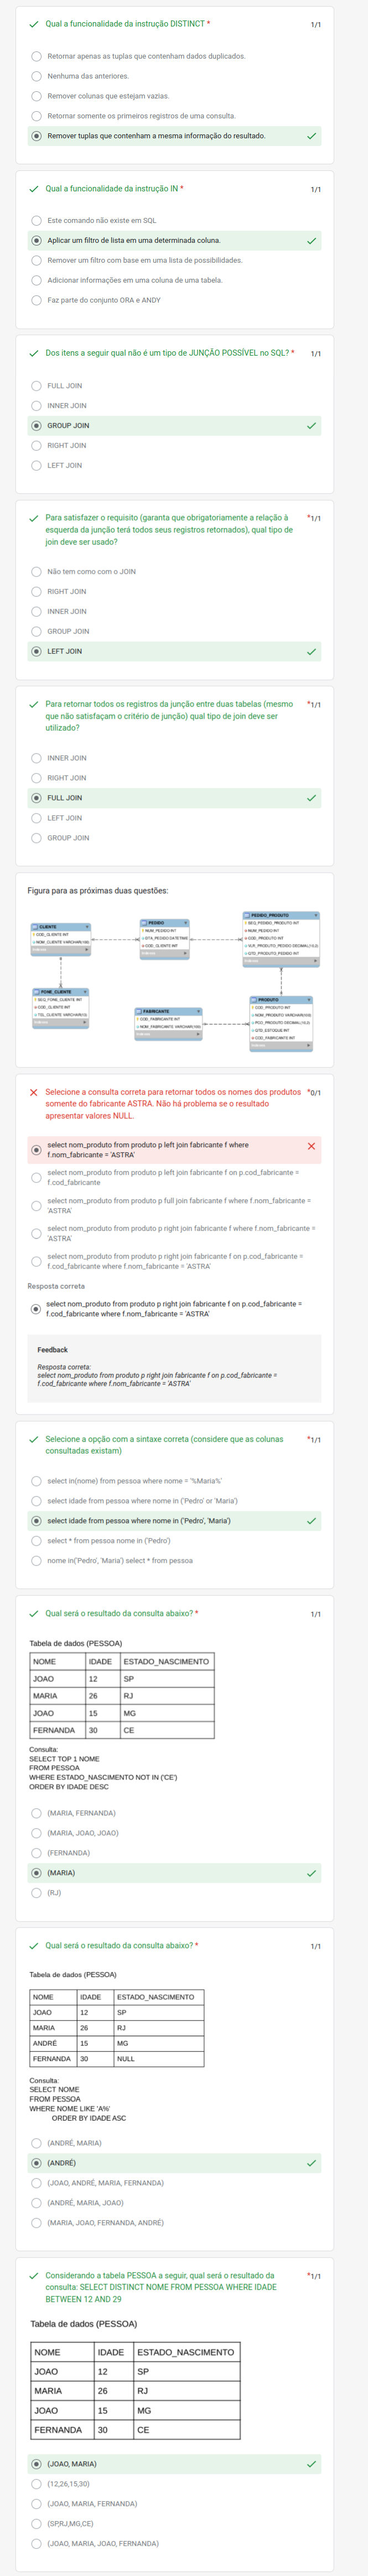 Qual a funcionalidade da instrução DISTINCT *
1/1
Retornar apenas as tuplas que contenham dados duplicados.
Nenhuma das anteriores.
Remover colunas que estejam vazias.
Retornar somente os primeiros registros de uma consulta.
Remover tuplas que contenham a mesma informação do resultado.
Qual a funcionalidade da instrução IN *
1/1
Este comando não existe em SQL
Aplicar um filtro de lista em uma determinada coluna.
Remover um filtro com base em uma lista de possibilidades.
Adicionar informações em uma coluna de uma tabela.
Faz parte do conjunto ORA e ANDY
Dos itens a seguir qual não é um tipo de JUNÇÃO POSSÍVEL no SQL? *
1/1
FULL JOIN
INNER JOIN
GROUP JOIN
RIGHT JOIN
LEFT JOIN
Para satisfazer o requisito (garanta que obrigatoriamente a relação à
*1/1
esquerda da junção terá todos seus registros retornados), qual tipo de
join deve ser usado?
Não tem como com o JOIN
RIGHT JOIN
INNER JOIN
GROUP JOIN
LEFT JOIN
Para retornar todos os registros da junção entre duas tabelas (mesmo
*1/1
que não satisfaçam o critério de junção) qual tipo de join deve ser
utilizado?
INNER JOIN
RIGHT JOIN
FULL JOIN
LEFT JOIN
GROUP JOIN
Figura para as próximas duas questões:
CLIENTE
COD_CLIENTE INT
NOM_CLIENTE VARCHAR(100)
PEDIDO
NUM_PEDIDO INT
DTA_PEDIDO DATETIME
COD_CLIENTE INT
PEDIDO_PRODUTO
SEQ_PEDIDO_PRODUTO INT
NUM_PEDIDO INT
COD_PRODUTO INT
VLR_PRODUTO_PEDIDO DECIMAL(10,2)
QTD_PRODUTO_PEDIDO INT
FONE_CLIENTE
SEQ_FONE_CLIENTE INT
COD_CLIENTE INT
FABRICANTE
COD_FABRICANTE INT
NOM_FABRICANTE VARCHAR(100)
PRODUTO
COD_PRODUTO INT
NOM_PRODUTO VARCHAR(100)
PCO_PRODUTO DECIMAL(10,2)
QTD_ESTOQUE INT
COD_FABRICANTE INT
Selecione a consulta correta para retornar todos os nomes dos produtos
*0/1
somente do fabricante ASTRA. Não há problema se o resultado
apresentar valores NULL.
select nom_produto from produto p left join fabricante f where
f.nom_fabricante = 'ASTRA'
select nom_produto from produto p left join fabricante f on p.cod_fabricante =
f.cod_fabricante
select nom_produto from produto p full join fabricante f where f.nom_fabricante =
'ASTRA'
select nom_produto from produto p right join fabricante f where f.nom_fabricante =
'ASTRA'
select nom_produto from produto p right join fabricante f on p.cod_fabricante =
f.cod_fabricante where f.nom_fabricante = 'ASTRA'
Resposta correta
select nom_produto from produto p right join fabricante f on p.cod_fabricante =
f.cod_fabricante where f.nom_fabricante = 'ASTRA'
Feedback
Resposta correta:
select nom_produto from produto p right join fabricante f on p.cod_fabricante =
f.cod_fabricante where f.nom_fabricante = 'ASTRA'
Selecione a opção com a sintaxe correta (considere que as colunas
*1/1
consultadas existam)
select in(nome) from pessoa where nome = '%Maria%'
select idade from pessoa where nome in ('Pedro' or 'Maria')
select idade from pessoa where nome in ('Pedro', 'Maria')
select * from pessoa nome in ('Pedro')
nome in('Pedro', 'Maria') select * from pessoa
Qual será o resultado da consulta abaixo? *
1/1
Tabela de dados (PESSOA)
NOME IDADE ESTADO_NASCIMENTO
JOAO 12 SP
MARIA 26 RJ
JOAO 15 MG
FERNANDA 30 CE
Consulta:
SELECT TOP 1 NOME
FROM PESSOA
WHERE ESTADO_NASCIMENTO NOT IN ('CE')
ORDER BY IDADE DESC
(MARIA, FERNANDA)
(MARIA, JOAO, JOAO)
(FERNANDA)
(MARIA)
(RJ)
Qual será o resultado da consulta abaixo? *
1/1
Tabela de dados (PESSOA)
NOME IDADE ESTADO_NASCIMENTO
JOAO 12 SP
MARIA 26 RJ
ANDRÉ 15 MG
FERNANDA 30 NULL
Consulta:
SELECT NOME
FROM PESSOA
WHERE NOME LIKE 'A%'
ORDER BY IDADE ASC
(ANDRÉ, MARIA)
(ANDRÉ)
(JOAO, ANDRÉ, MARIA, FERNANDA)
(ANDRÉ, MARIA, JOAO)
(MARIA, JOAO, FERNANDA, ANDRÉ)
Considerando a tabela PESSOA a seguir, qual será o resultado da
*1/1
consulta: SELECT DISTINCT NOME FROM PESSOA WHERE IDADE
BETWEEN 12 AND 29
Tabela de dados (PESSOA)
NOME IDADE ESTADO_NASCIMENTO
JOAO 12 SP
MARIA 26 RJ
JOAO 15 MG
FERNANDA 30 CE
(JOAO, MARIA)
(12,26,15,30)
(JOAO, MARIA, FERNANDA)
(SP,RJ,MG,CE)
(JOAO, MARIA, JOAO, FERNANDA)